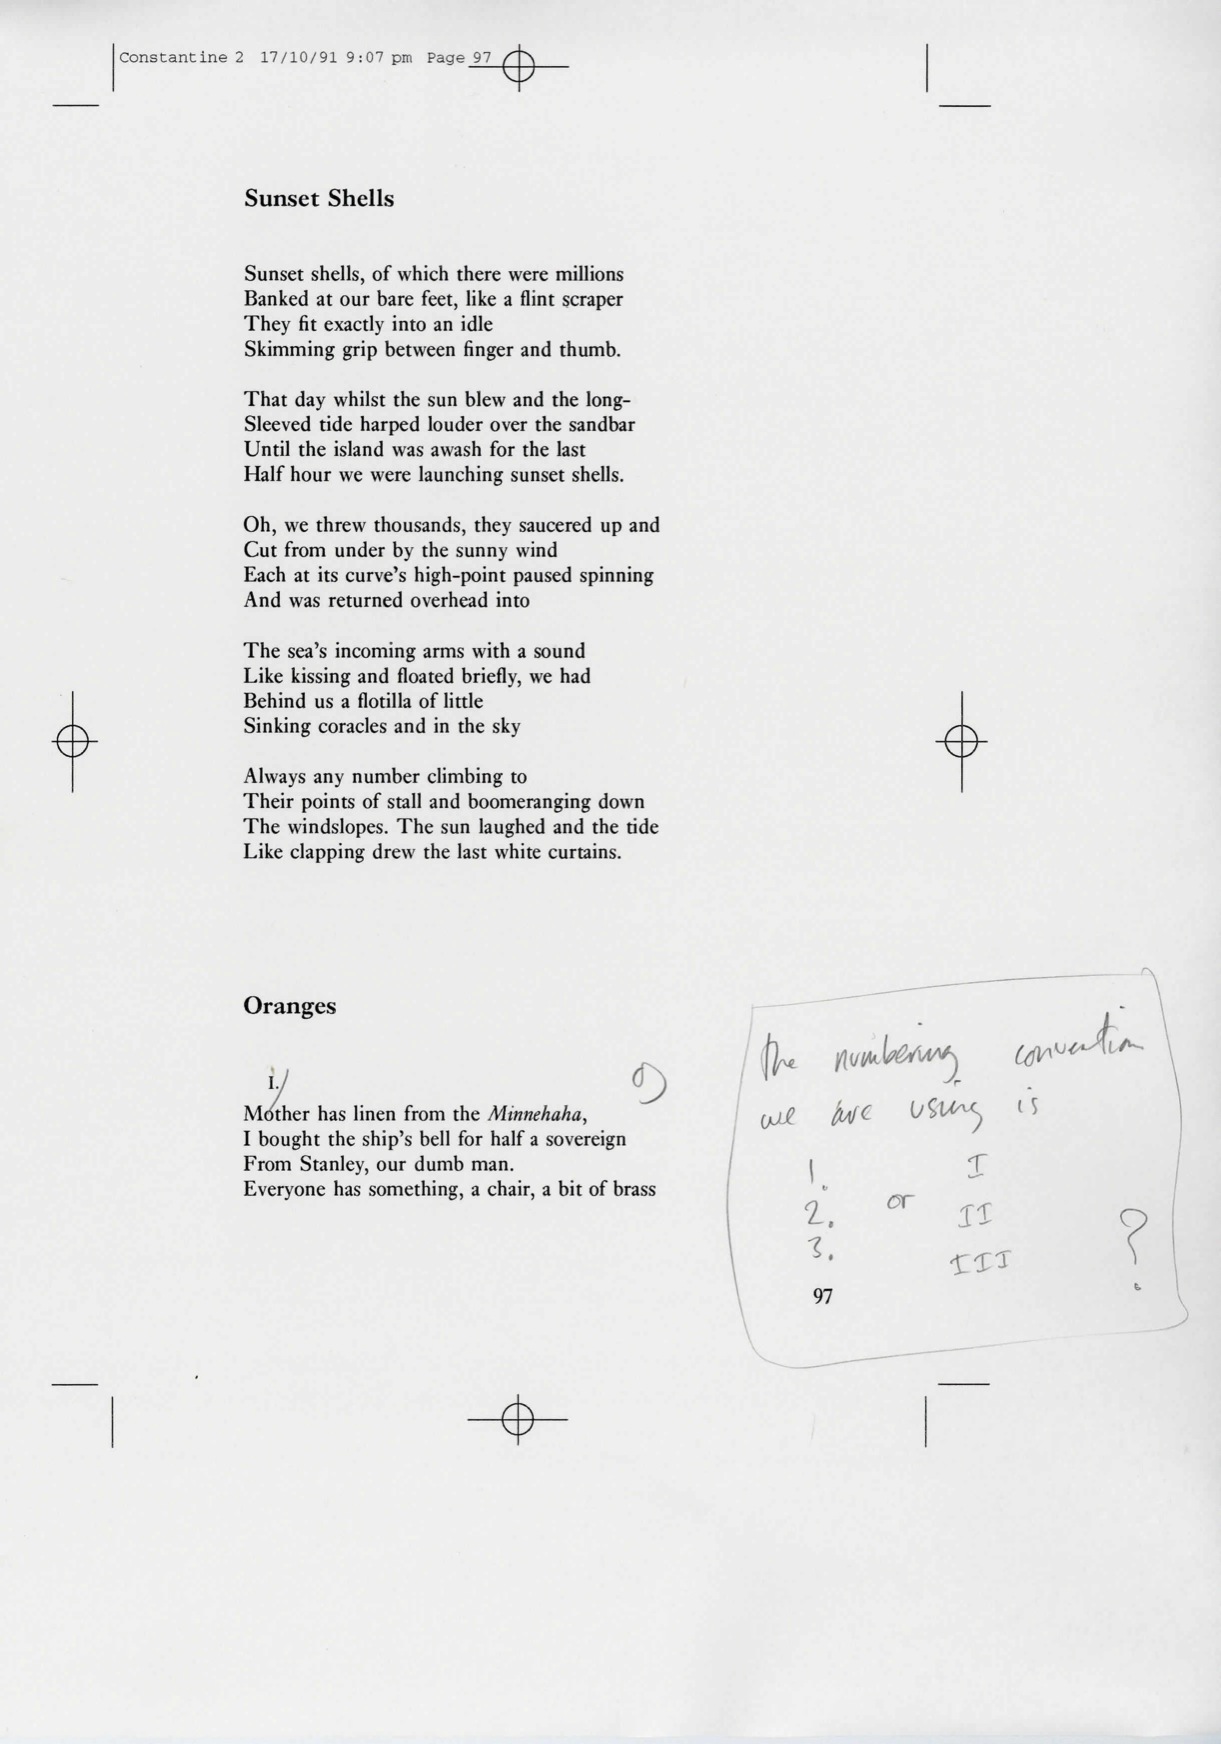 Constantine 2 17/10/91 9:07 pm Page 97
Sunset Shells
Sunset shells, of which there were millions
Banked at our bare feet, like a flint scraper
They fit exactly into an idle
Skimming grip between finger and thumb.
That day whilst the sun blew and the long-
Sleeved tide harped louder over the sandbar
Until the island was awash for the last
Half hour we were launching sunset shells.
Oh, we threw thousands, they saucered up and
Cut from under by the sunny wind
Each at its curve's high-point paused spinning
And was returned overhead into
The sea's incoming arms with a sound
Like kissing and floated briefly, we had
Behind us a flotilla of little
Sinking coracles and in the sky
Always any number climbing to
Their points of stall and boomeranging down
The windslopes. The sun laughed and the tide
Like clapping drew the last white curtains.
Oranges
I.
Mother has linen from the Minnehaha,
I bought the ship's bell for half a sovereign
From Stanley, our dumb man.
Everyone has something, a chair, a bit of brass
The numbering convention
we are using is
1. I
2. or II
3. III ?
97